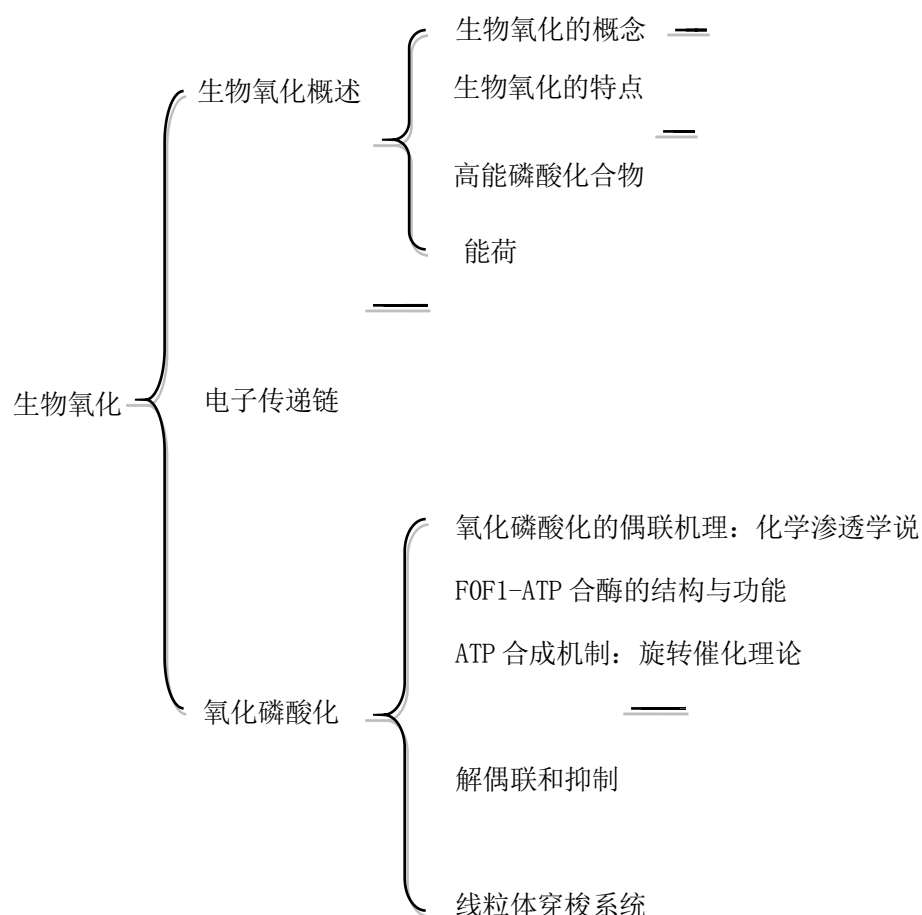 生物氧化的概念
生物氧化概述
生物氧化的特点
高能磷酸化合物
能荷
生物氧化
电子传递链
氧化磷酸化的偶联机理：化学渗透学说
F0F1-ATP 合酶的结构与功能
ATP 合成机制：旋转催化理论
氧化磷酸化
解偶联和抑制
线粒体穿梭系统